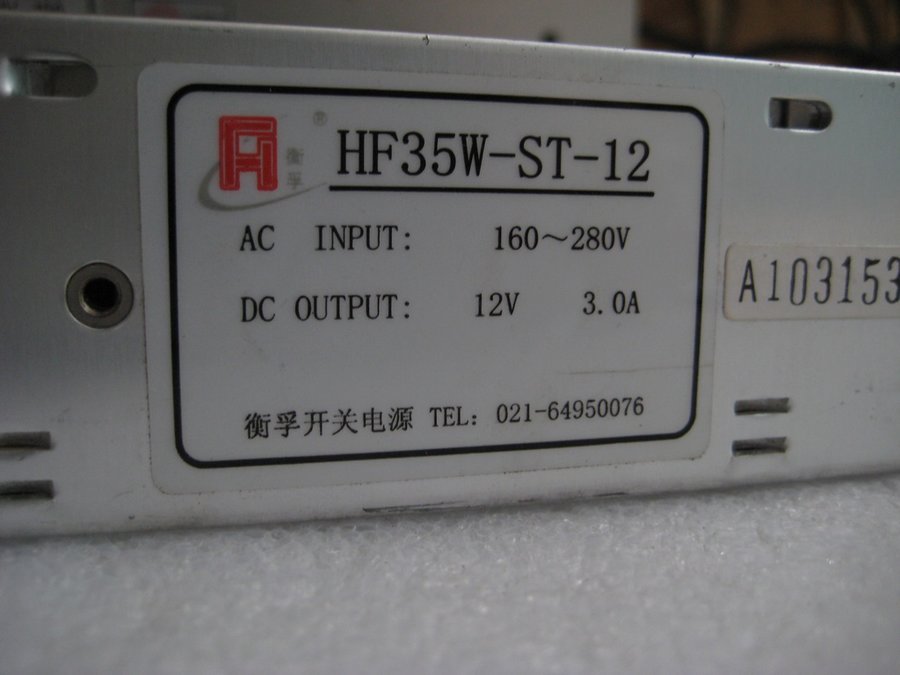 衡孚
®
HF35W-ST-12
AC INPUT: 160～280V
DC OUTPUT: 12V 3.0A
A103153
衡孚开关电源 TEL: 021-64950076